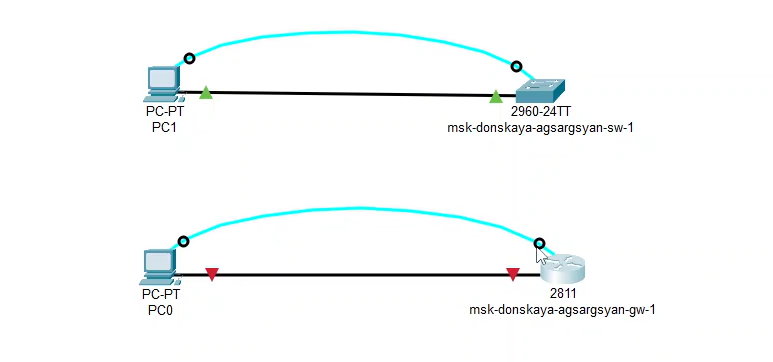 PC-PT
PC1
2960-24TT
msk-donskaya-agsargsyan-sw-1
PC-PT
PC0
2811
msk-donskaya-agsargsyan-gw-1